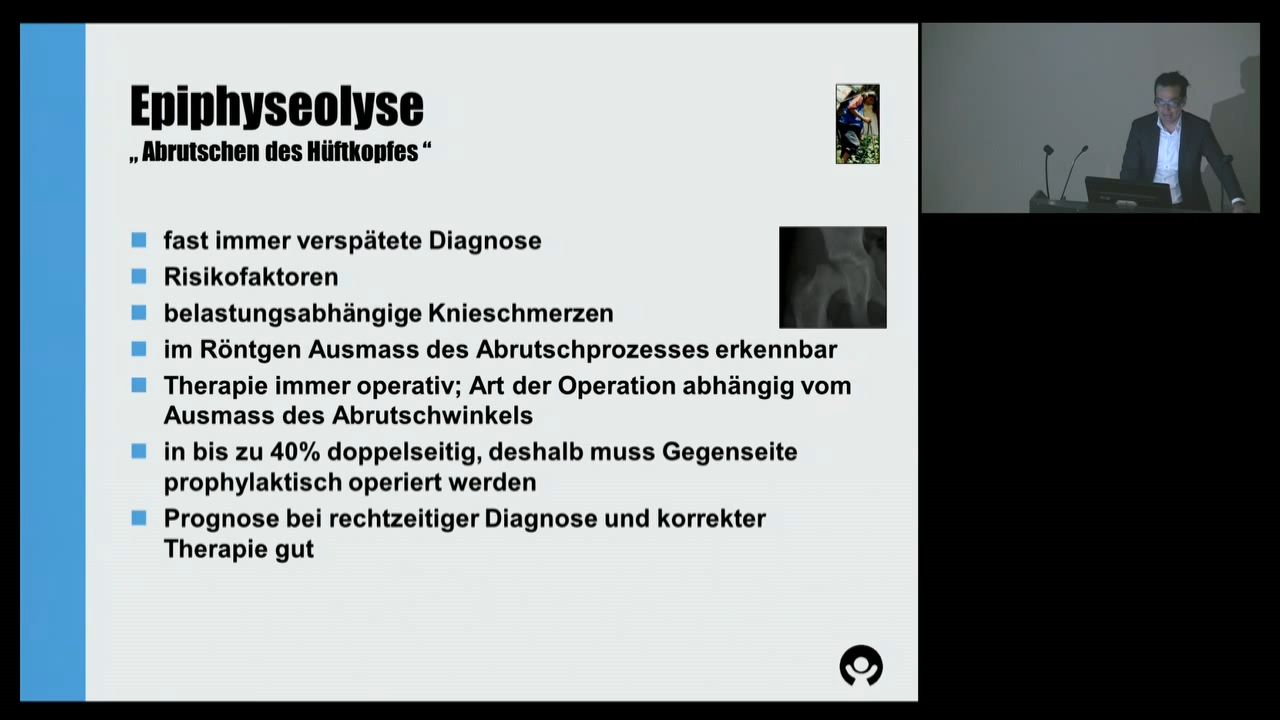 Epiphyseolyse
„ Abrutschen des Hüftkopfes “
fast immer verspätete Diagnose
Risikofaktoren
belastungsabhängige Knieschmerzen
im Röntgen Ausmass des Abrutschprozesses erkennbar
Therapie immer operativ; Art der Operation abhängig vom
Ausmass des Abrutschwinkels
in bis zu 40% doppelseitig, deshalb muss Gegenseite
prophylaktisch operiert werden
Prognose bei rechtzeitiger Diagnose und korrekter
Therapie gut